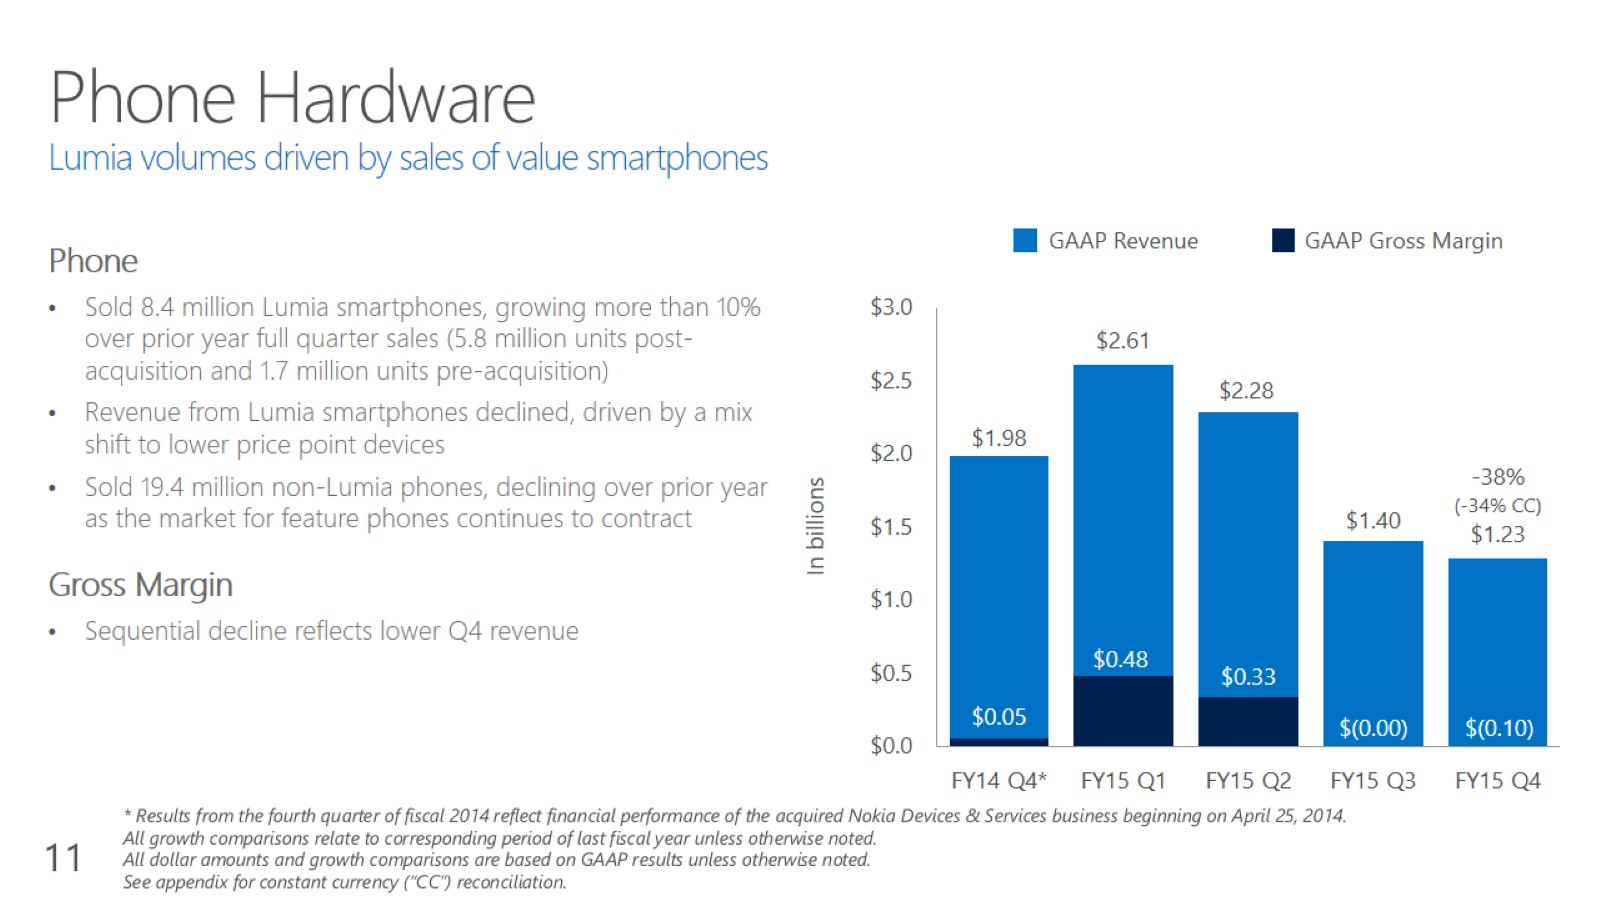 Phone Hardware
Lumia volumes driven by sales of value smartphones
Phone
• Sold 8.4 million Lumia smartphones, growing more than 10%
over prior year full quarter sales (5.8 million units post-
acquisition and 1.7 million units pre-acquisition)
• Revenue from Lumia smartphones declined, driven by a mix
shift to lower price point devices
• Sold 19.4 million non-Lumia phones, declining over prior year
as the market for feature phones continues to contract
Gross Margin
• Sequential decline reflects lower Q4 revenue
GAAP Revenue
GAAP Gross Margin
In billions
$3.0
$2.5
$2.0
$1.5
$1.0
$0.5
$0.0
$1.98
$0.05
$2.61
$0.48
$2.28
$0.33
$1.40
$(0.00)
-38%
(-34% CC)
$1.23
$(0.10)
FY14 Q4* FY15 Q1 FY15 Q2 FY15 Q3 FY15 Q4
* Results from the fourth quarter of fiscal 2014 reflect financial performance of the acquired Nokia Devices & Services business beginning on April 25, 2014.
All growth comparisons relate to corresponding period of last fiscal year unless otherwise noted.
All dollar amounts and growth comparisons are based on GAAP results unless otherwise noted.
See appendix for constant currency ("CC") reconciliation.
11